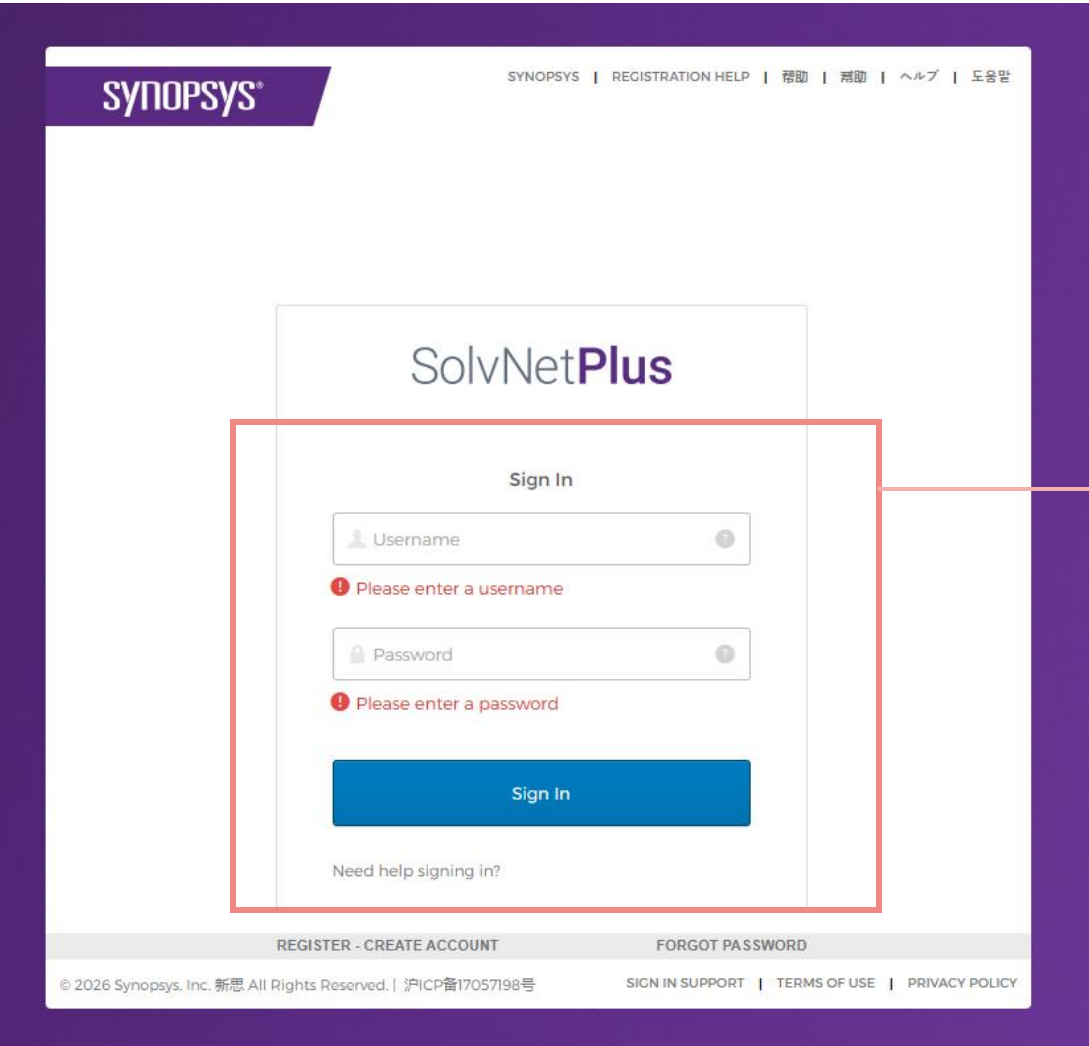 SYNOPSYS®
SYNOPSYS | REGISTRATION HELP | 帮助 | 幫助 | ヘルプ | 도움말
SolvNetPlus
Sign In
Username
Please enter a username
Password
Please enter a password
Sign In
Need help signing in?
REGISTER - CREATE ACCOUNT FORGOT PASSWORD
© 2026 Synopsys, Inc. 新思 All Rights Reserved. | 沪ICP备17057198号 SIGN IN SUPPORT | TERMS OF USE | PRIVACY POLICY